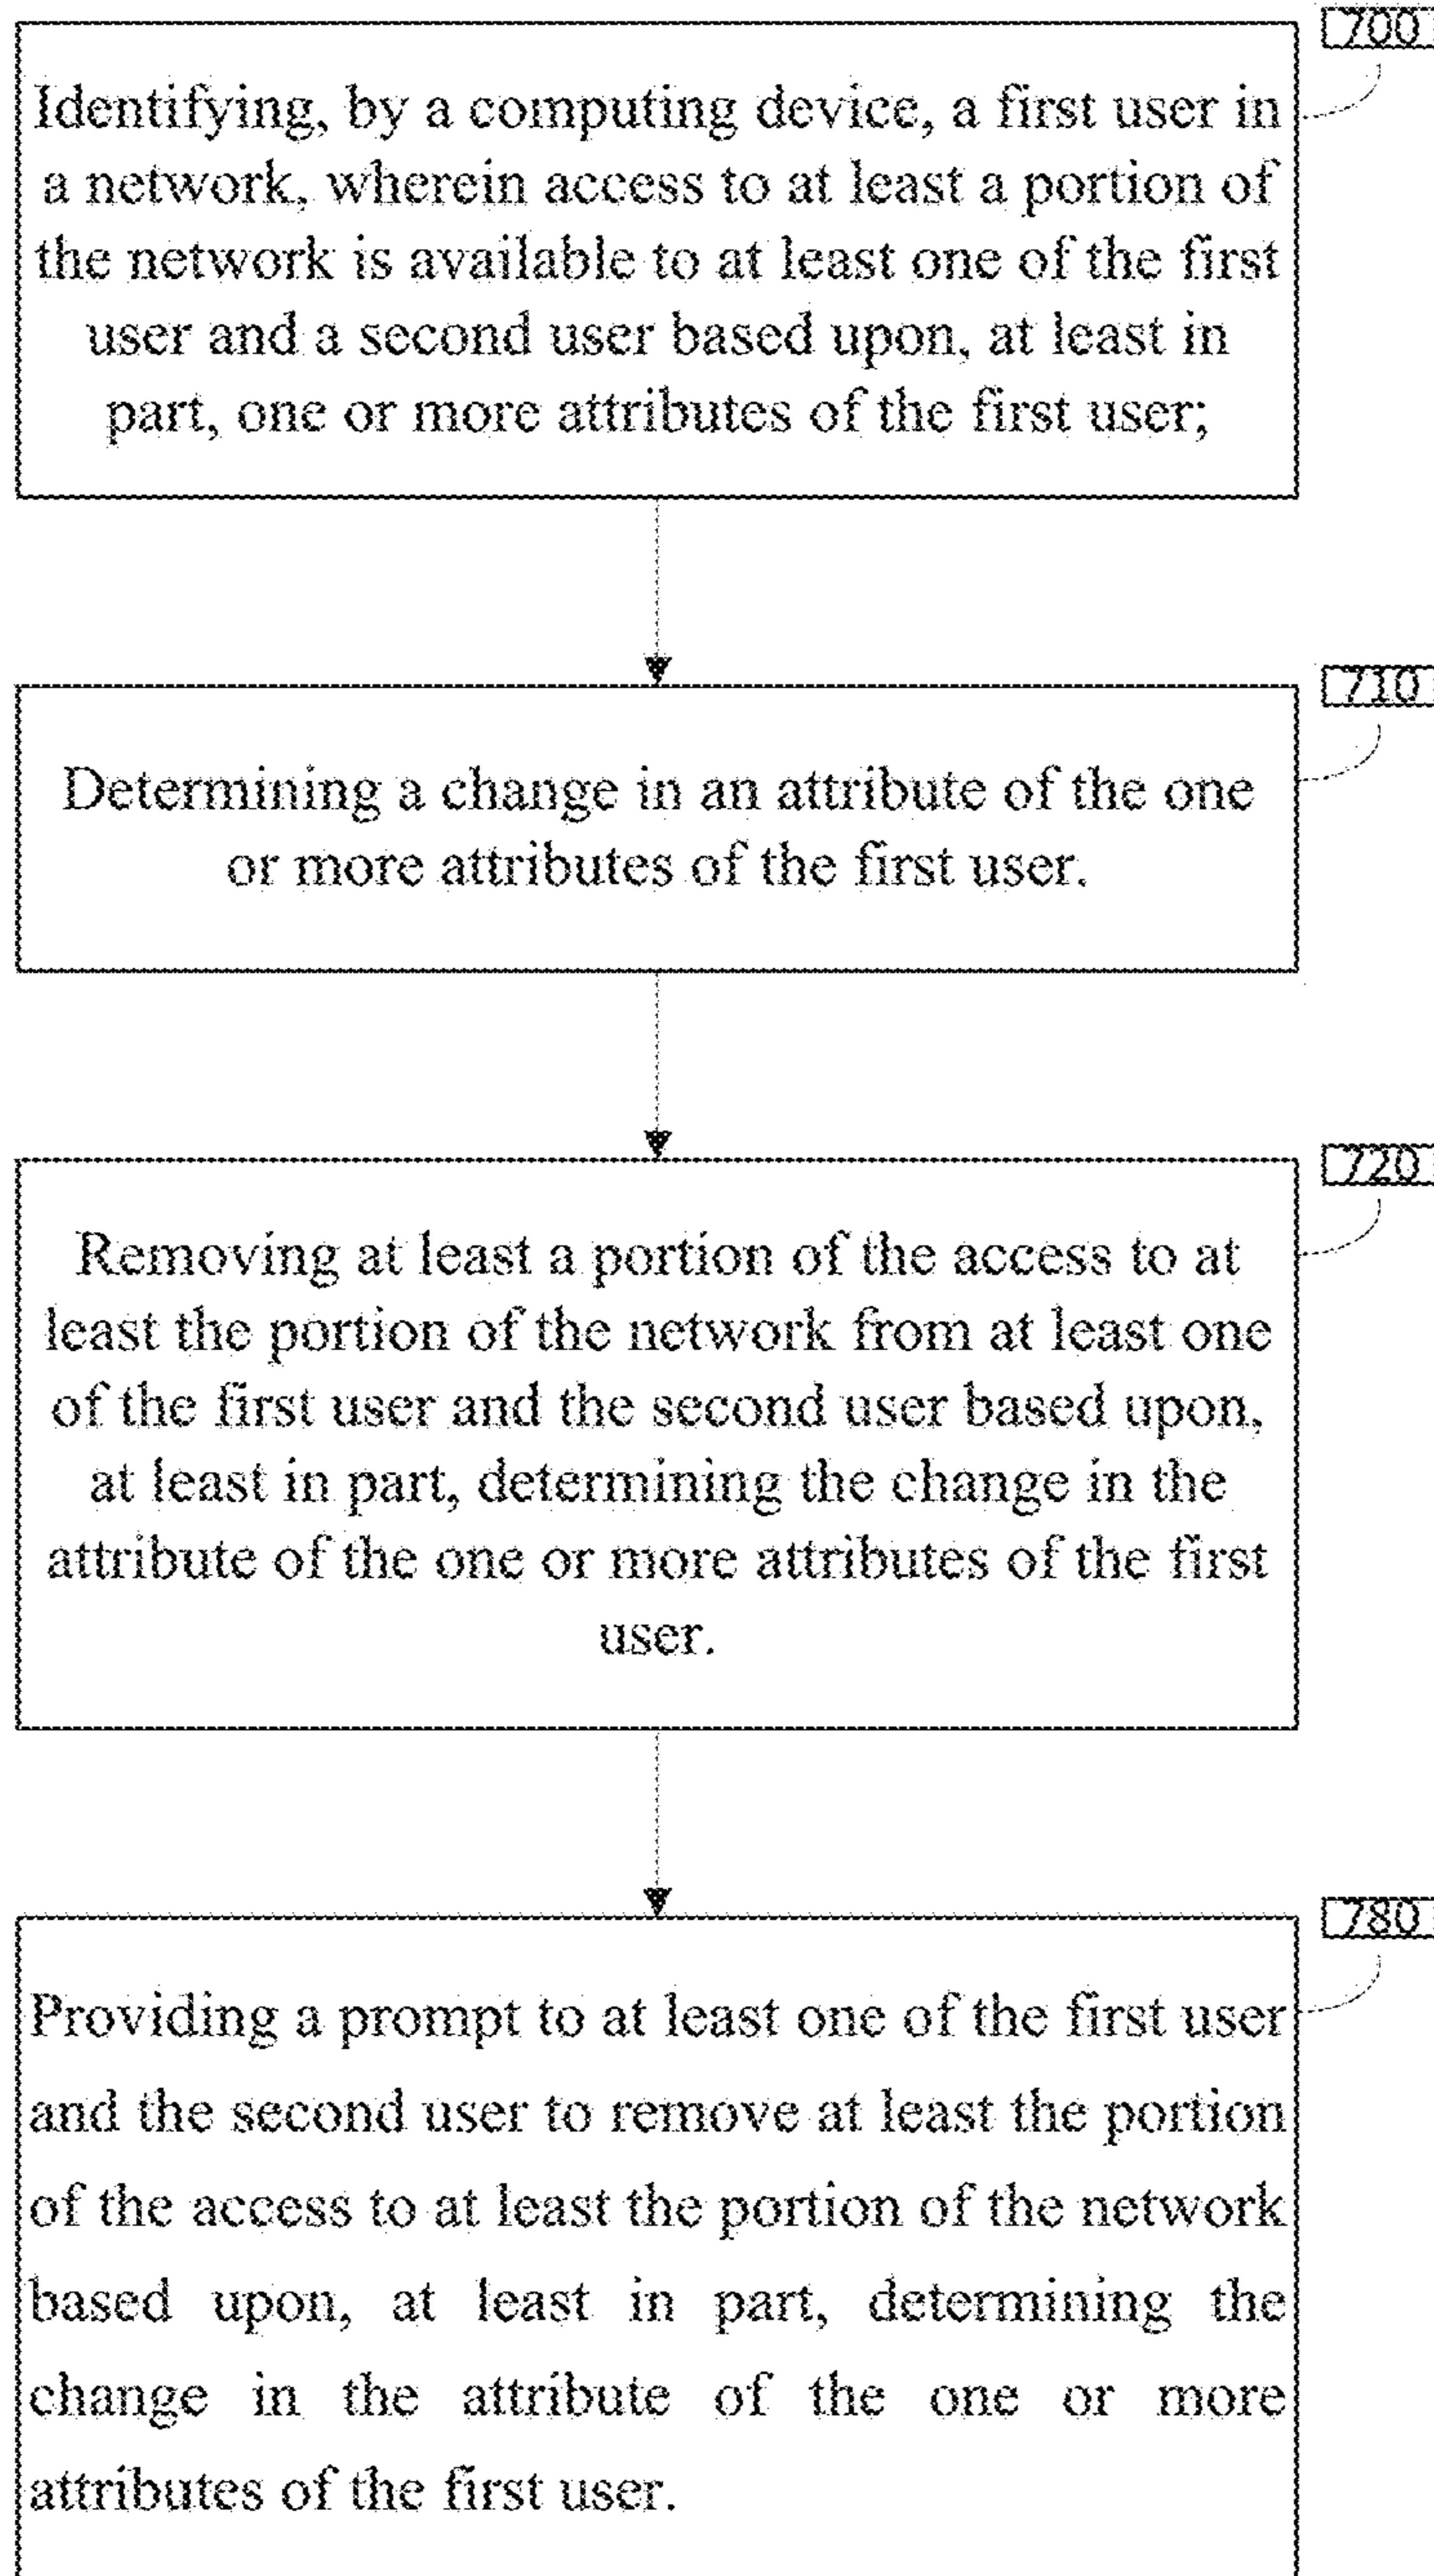 700
Identifying, by a computing device, a first user in
a network, wherein access to at least a portion of
the network is available to at least one of the first
user and a second user based upon, at least in
part, one or more attributes of the first user;
710
Determining a change in an attribute of the one
or more attributes of the first user.
720
Removing at least a portion of the access to at
least the portion of the network from at least one
of the first user and the second user based upon,
at least in part, determining the change in the
attribute of the one or more attributes of the first
user.
780
Providing a prompt to at least one of the first user
and the second user to remove at least the portion
of the access to at least the portion of the network
based upon, at least in part, determining the
change in the attribute of the one or more
attributes of the first user.